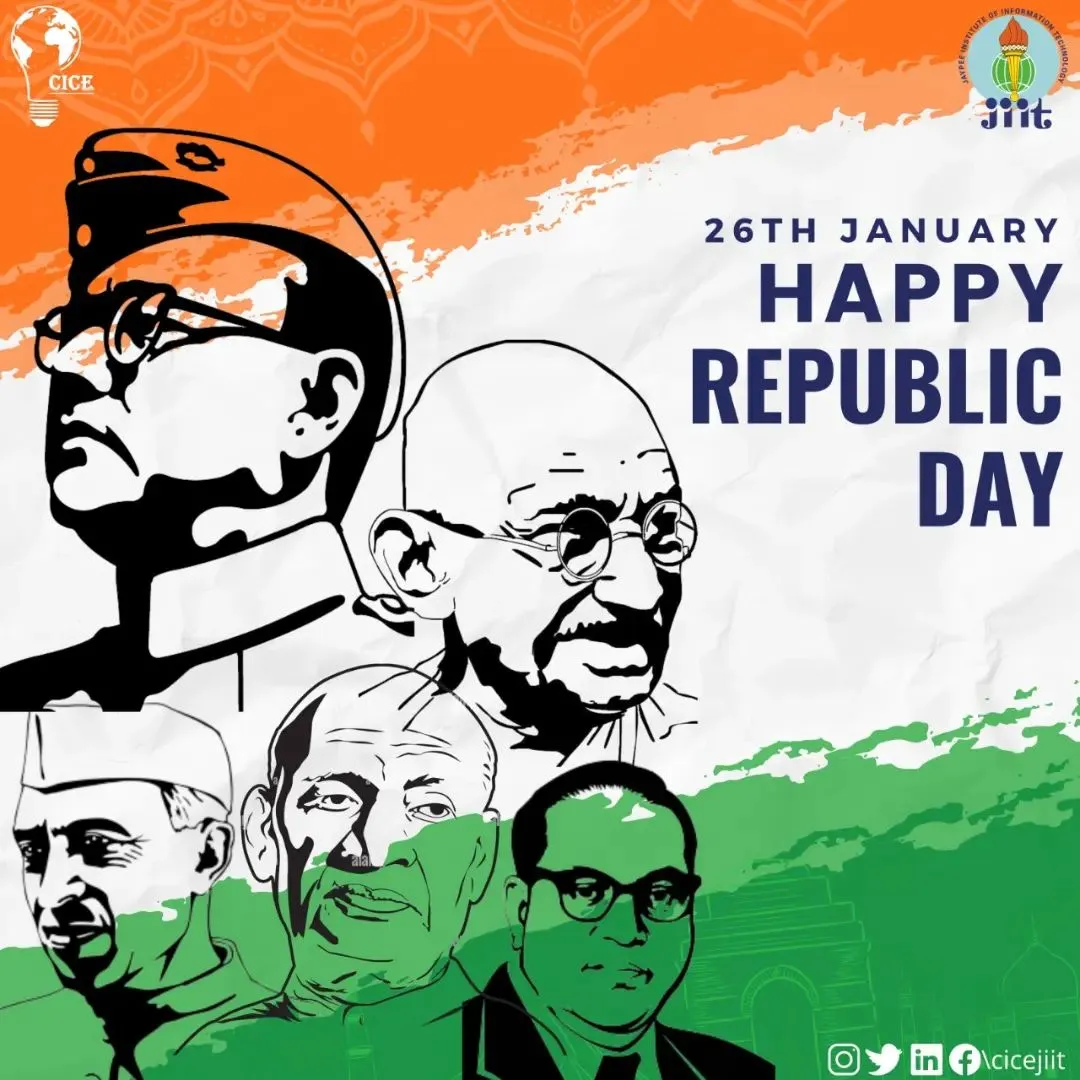 CICE
JAYPEE INSTITUTE OF INFORMATION TECHNOLOGY
jiit
26TH JANUARY
HAPPY
REPUBLIC
DAY
\cicejiit